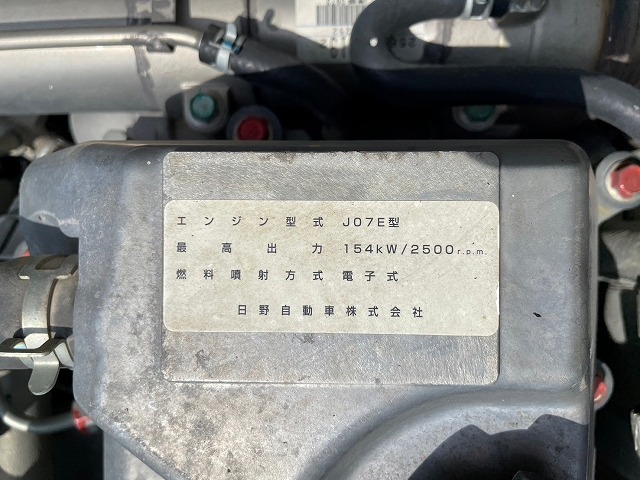 エンジン型式 J07E型
最高出力 154kW/2500r.p.m.
燃料噴射方式 電子式
日野自動車株式会社